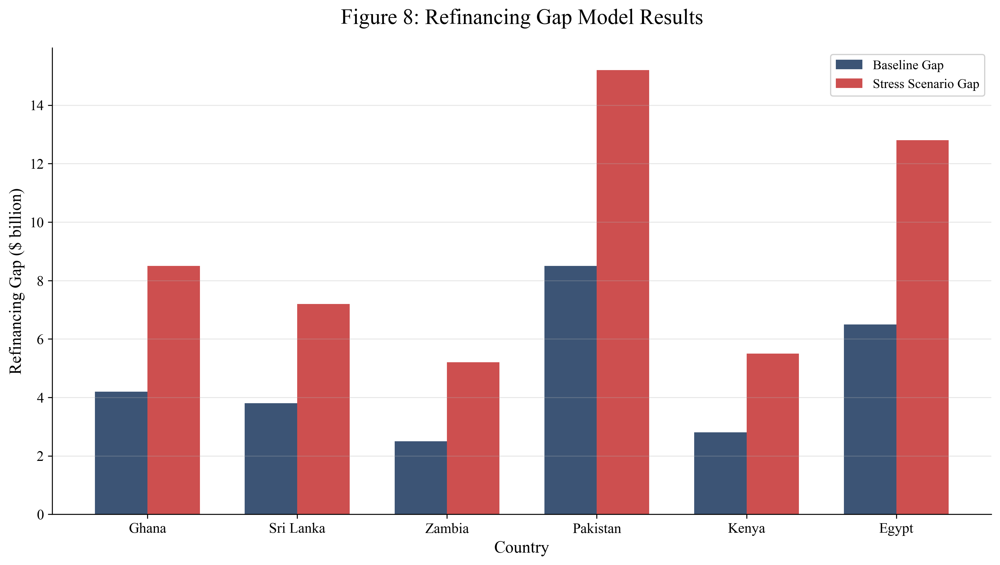 Figure 8: Refinancing Gap Model Results
Baseline Gap
Stress Scenario Gap
Refinancing Gap ($ billion)
14
12
10
8
6
4
2
0
Ghana
Sri Lanka
Zambia
Pakistan
Kenya
Egypt
Country